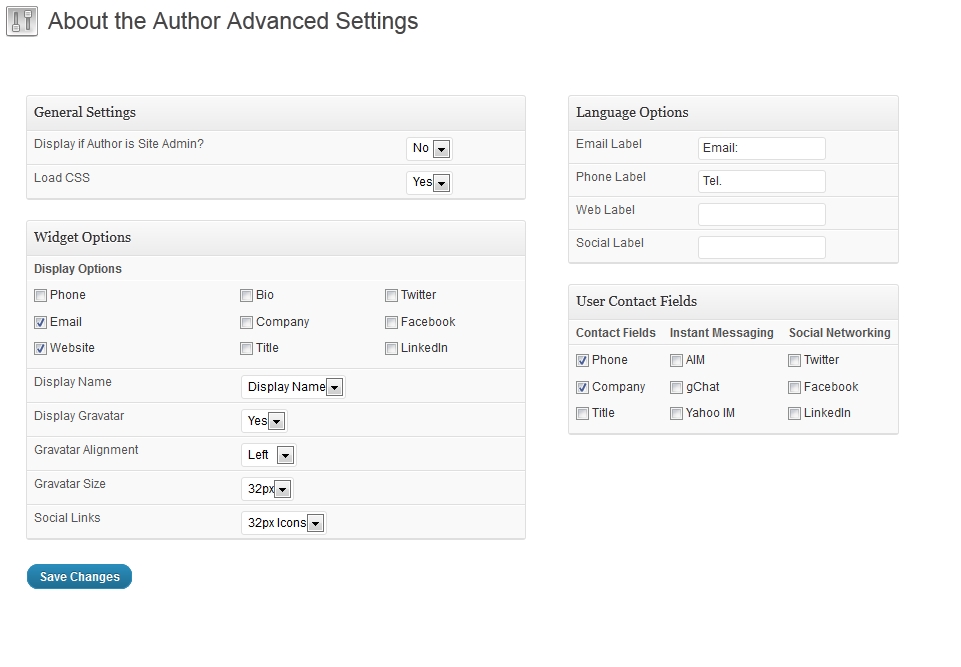 About the Author Advanced Settings
General Settings
Display if Author is Site Admin? No
Load CSS Yes
Widget Options
Display Options
Phone Bio Twitter
Email Company Facebook
Website Title LinkedIn
Display Name Display Name
Display Gravatar Yes
Gravatar Alignment Left
Gravatar Size 32px
Social Links 32px Icons
Save Changes
Language Options
Email Label Email:
Phone Label Tel.
Web Label
Social Label
User Contact Fields
Contact Fields Instant Messaging Social Networking
Phone AIM Twitter
Company gChat Facebook
Title Yahoo IM LinkedIn